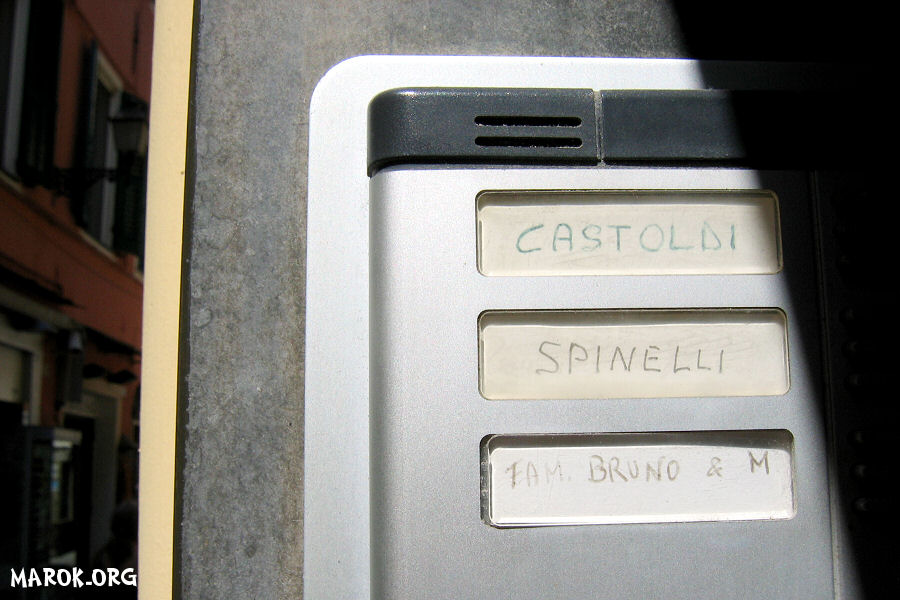 CASTOLDI
SPINELLI
FAM. BRUNO & M
MAROK.ORG